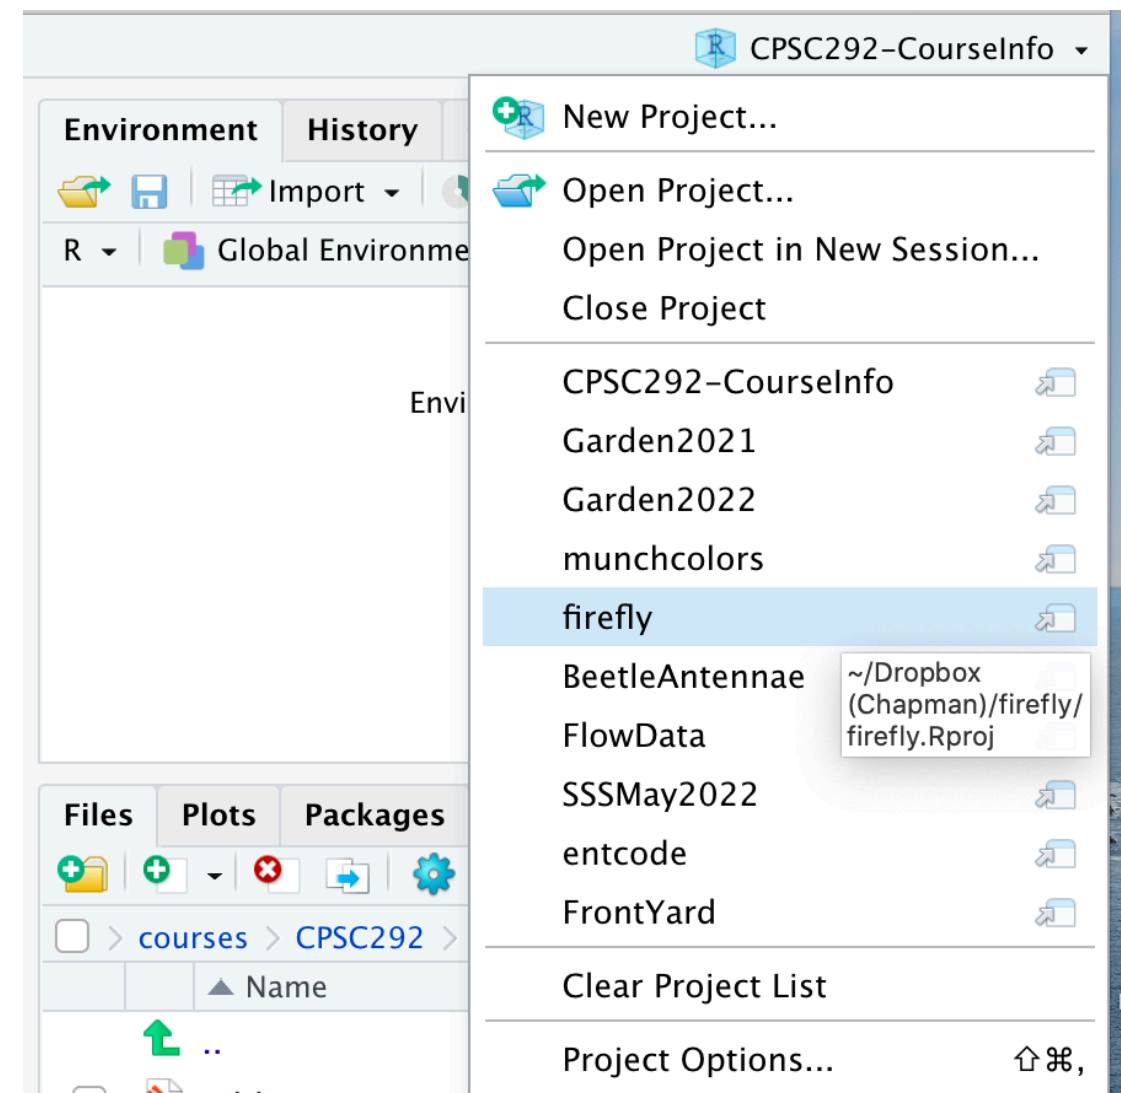 CPSC292-CourseInfo
New Project...
Open Project...
Open Project in New Session...
Close Project
CPSC292-CourseInfo
Garden2021
Garden2022
munchcolors
firefly
BeetleAntennae
FlowData
SSSMay2022
entcode
FrontYard
Clear Project List
Project Options... ⇧⌘,
~/Dropbox
(Chapman)/firefly/
firefly.Rproj
Environment History
Import
R Global Environme
Envi
Files Plots Packages
courses CPSC292
Name
..